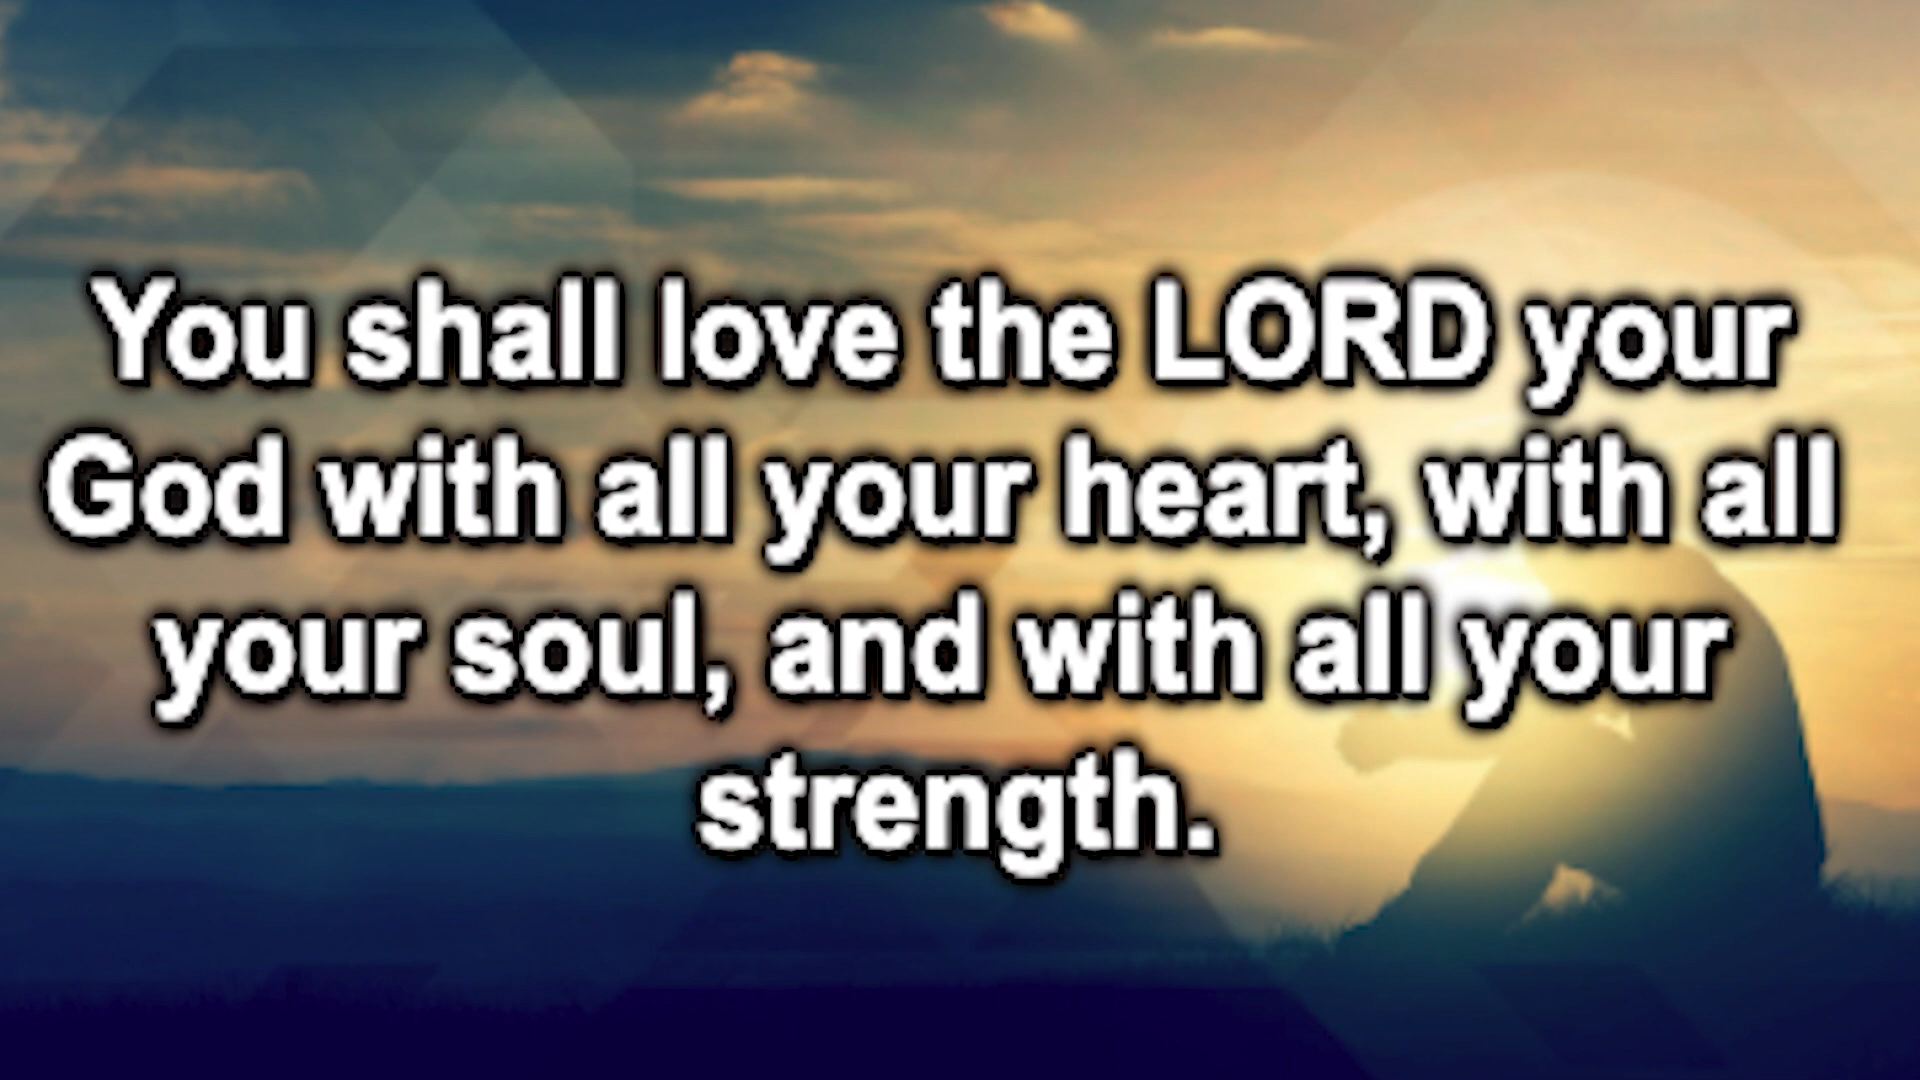 You shall love the LORD your
God with all your heart, with all
your soul, and with all your
strength.